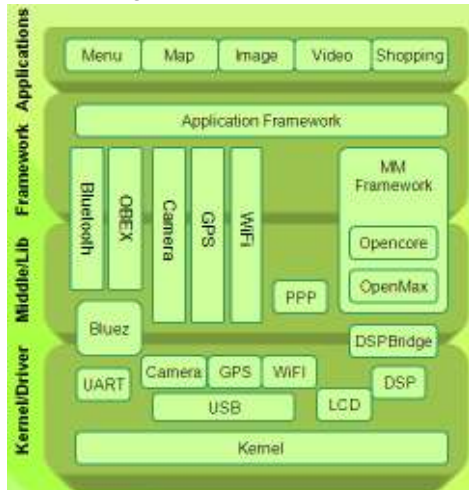 Applications
Menu
Map
Image
Video
Shopping
Framework
Application Framework
Bluetooth
OBEX
Camera
GPS
WiFi
MM
Framework
Opencore
OpenMax
Middle/Lib
PPP
Bluez
DSPBridge
Kernel/Driver
UART
Camera
GPS
WiFI
DSP
USB
LCD
Kernel